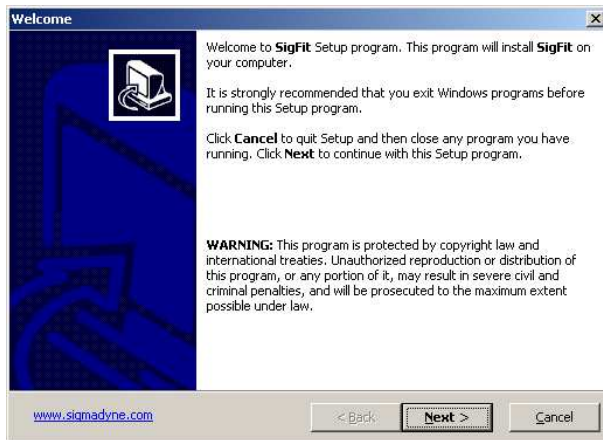 Welcome
Welcome to SigFit Setup program. This program will install SigFit on
your computer.
It is strongly recommended that you exit Windows programs before
running this Setup program.
Click Cancel to quit Setup and then close any program you have
running. Click Next to continue with this Setup program.
WARNING: This program is protected by copyright law and
international treaties. Unauthorized reproduction or distribution of
this program, or any portion of it, may result in severe civil and
criminal penalties, and will be prosecuted to the maximum extent
possible under law.
www.sigmadyne.com
< Back
Next >
Cancel